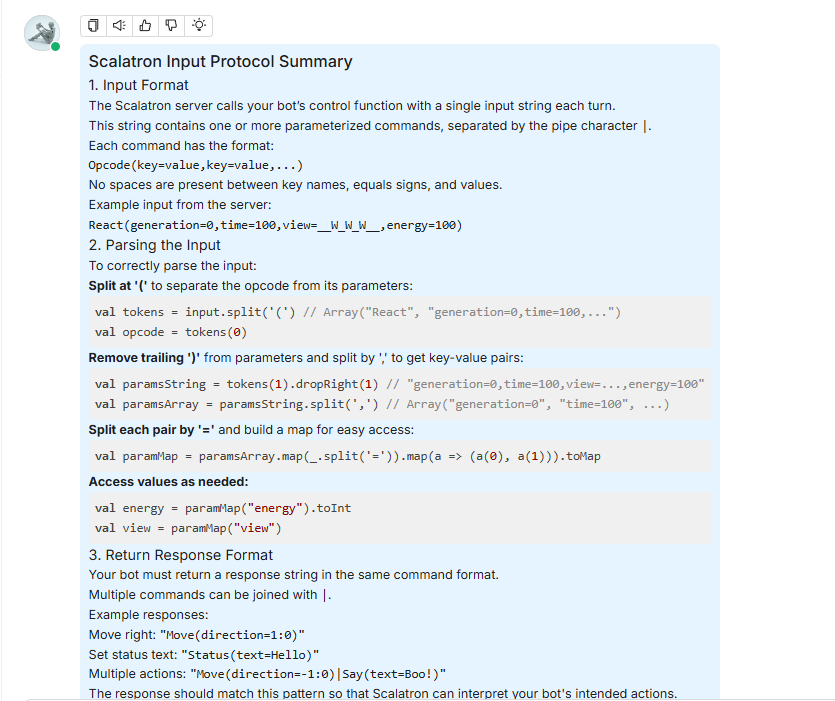 Scalatron Input Protocol Summary
1. Input Format
The Scalatron server calls your bot's control function with a single input string each turn.
This string contains one or more parameterized commands, separated by the pipe character |.
Each command has the format:
Opcode(key=value,key=value,...)
No spaces are present between key names, equals signs, and values.
Example input from the server:
React(generation=0,time=100,view=__W_W_W__,energy=100)
2. Parsing the Input
To correctly parse the input:
Split at '(' to separate the opcode from its parameters:
val tokens = input.split('(') // Array("React", "generation=0,time=100,...")
val opcode = tokens(0)
Remove trailing ')' from parameters and split by ',' to get key-value pairs:
val paramsString = tokens(1).dropRight(1) // "generation=0,time=100,view=...,energy=100"
val paramsArray = paramsString.split(',') // Array("generation=0", "time=100", ...)
Split each pair by '=' and build a map for easy access:
val paramMap = paramsArray.map(_.split('=')).map(a => (a(0), a(1))).toMap
Access values as needed:
val energy = paramMap("energy").toInt
val view = paramMap("view")
3. Return Response Format
Your bot must return a response string in the same command format.
Multiple commands can be joined with |.
Example responses:
Move right: "Move(direction=1:0)"
Set status text: "Status(text=Hello)"
Multiple actions: "Move(direction=-1:0)|Say(text=Boo!)"
The response should match this pattern so that Scalatron can interpret your bot's intended actions.